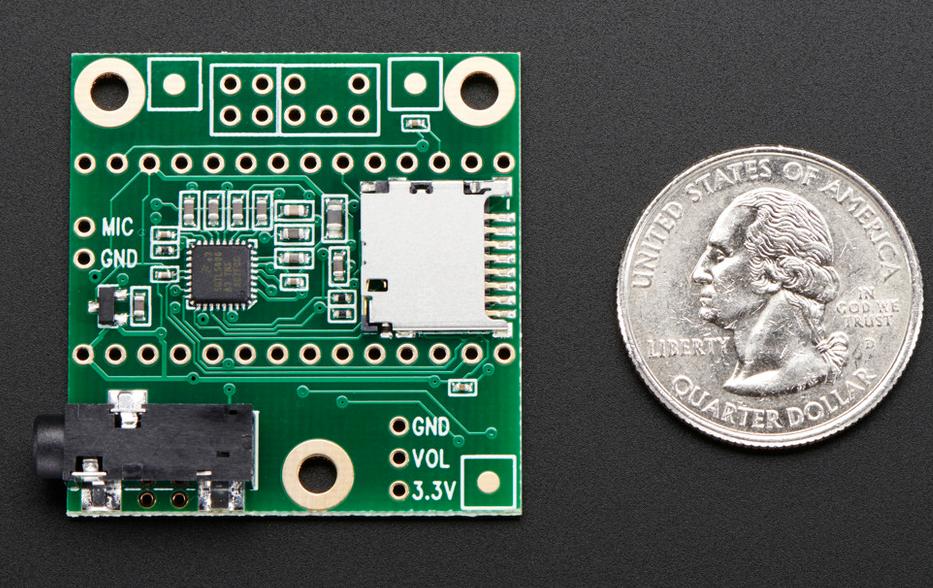 MIC
GND
GND
VOL
3.3V
UNITED STATES OF AMERICA
IN
GOD WE
TRUST
LIBERTY
D
QUARTER DOLLAR